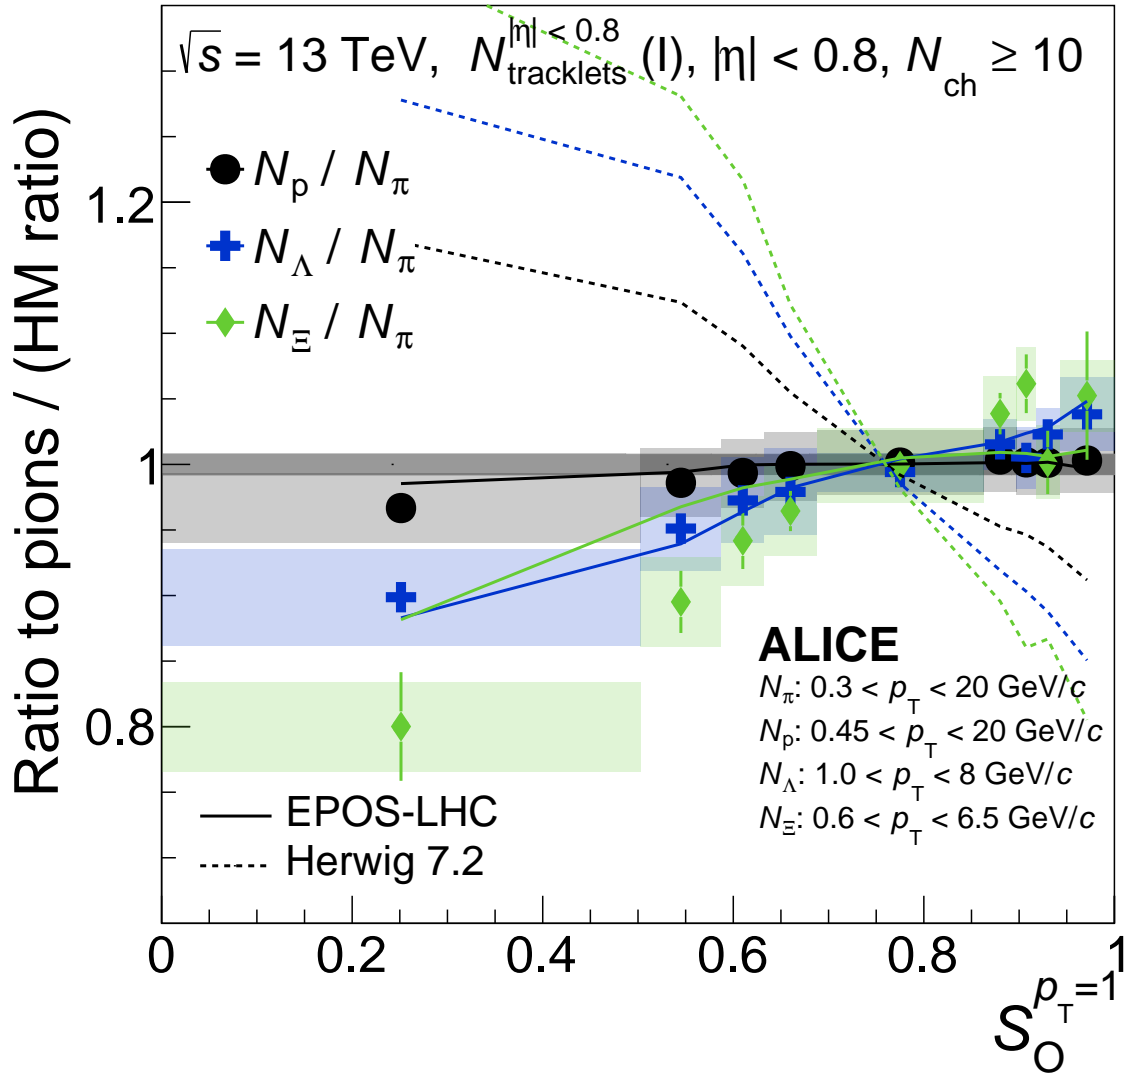 √s = 13 TeV, N_tracklets^|η| < 0.8 (I), |η| < 0.8, N_ch ≥ 10
N_p / N_π
N_Λ / N_π
N_Ξ / N_π
Ratio to pions / (HM ratio)
1.2
1
0.8
ALICE
N_π: 0.3 < p_T < 20 GeV/c
N_p: 0.45 < p_T < 20 GeV/c
N_Λ: 1.0 < p_T < 8 GeV/c
N_Ξ: 0.6 < p_T < 6.5 GeV/c
EPOS-LHC
Herwig 7.2
0 0.2 0.4 0.6 0.8 1
S_O^p_T=1